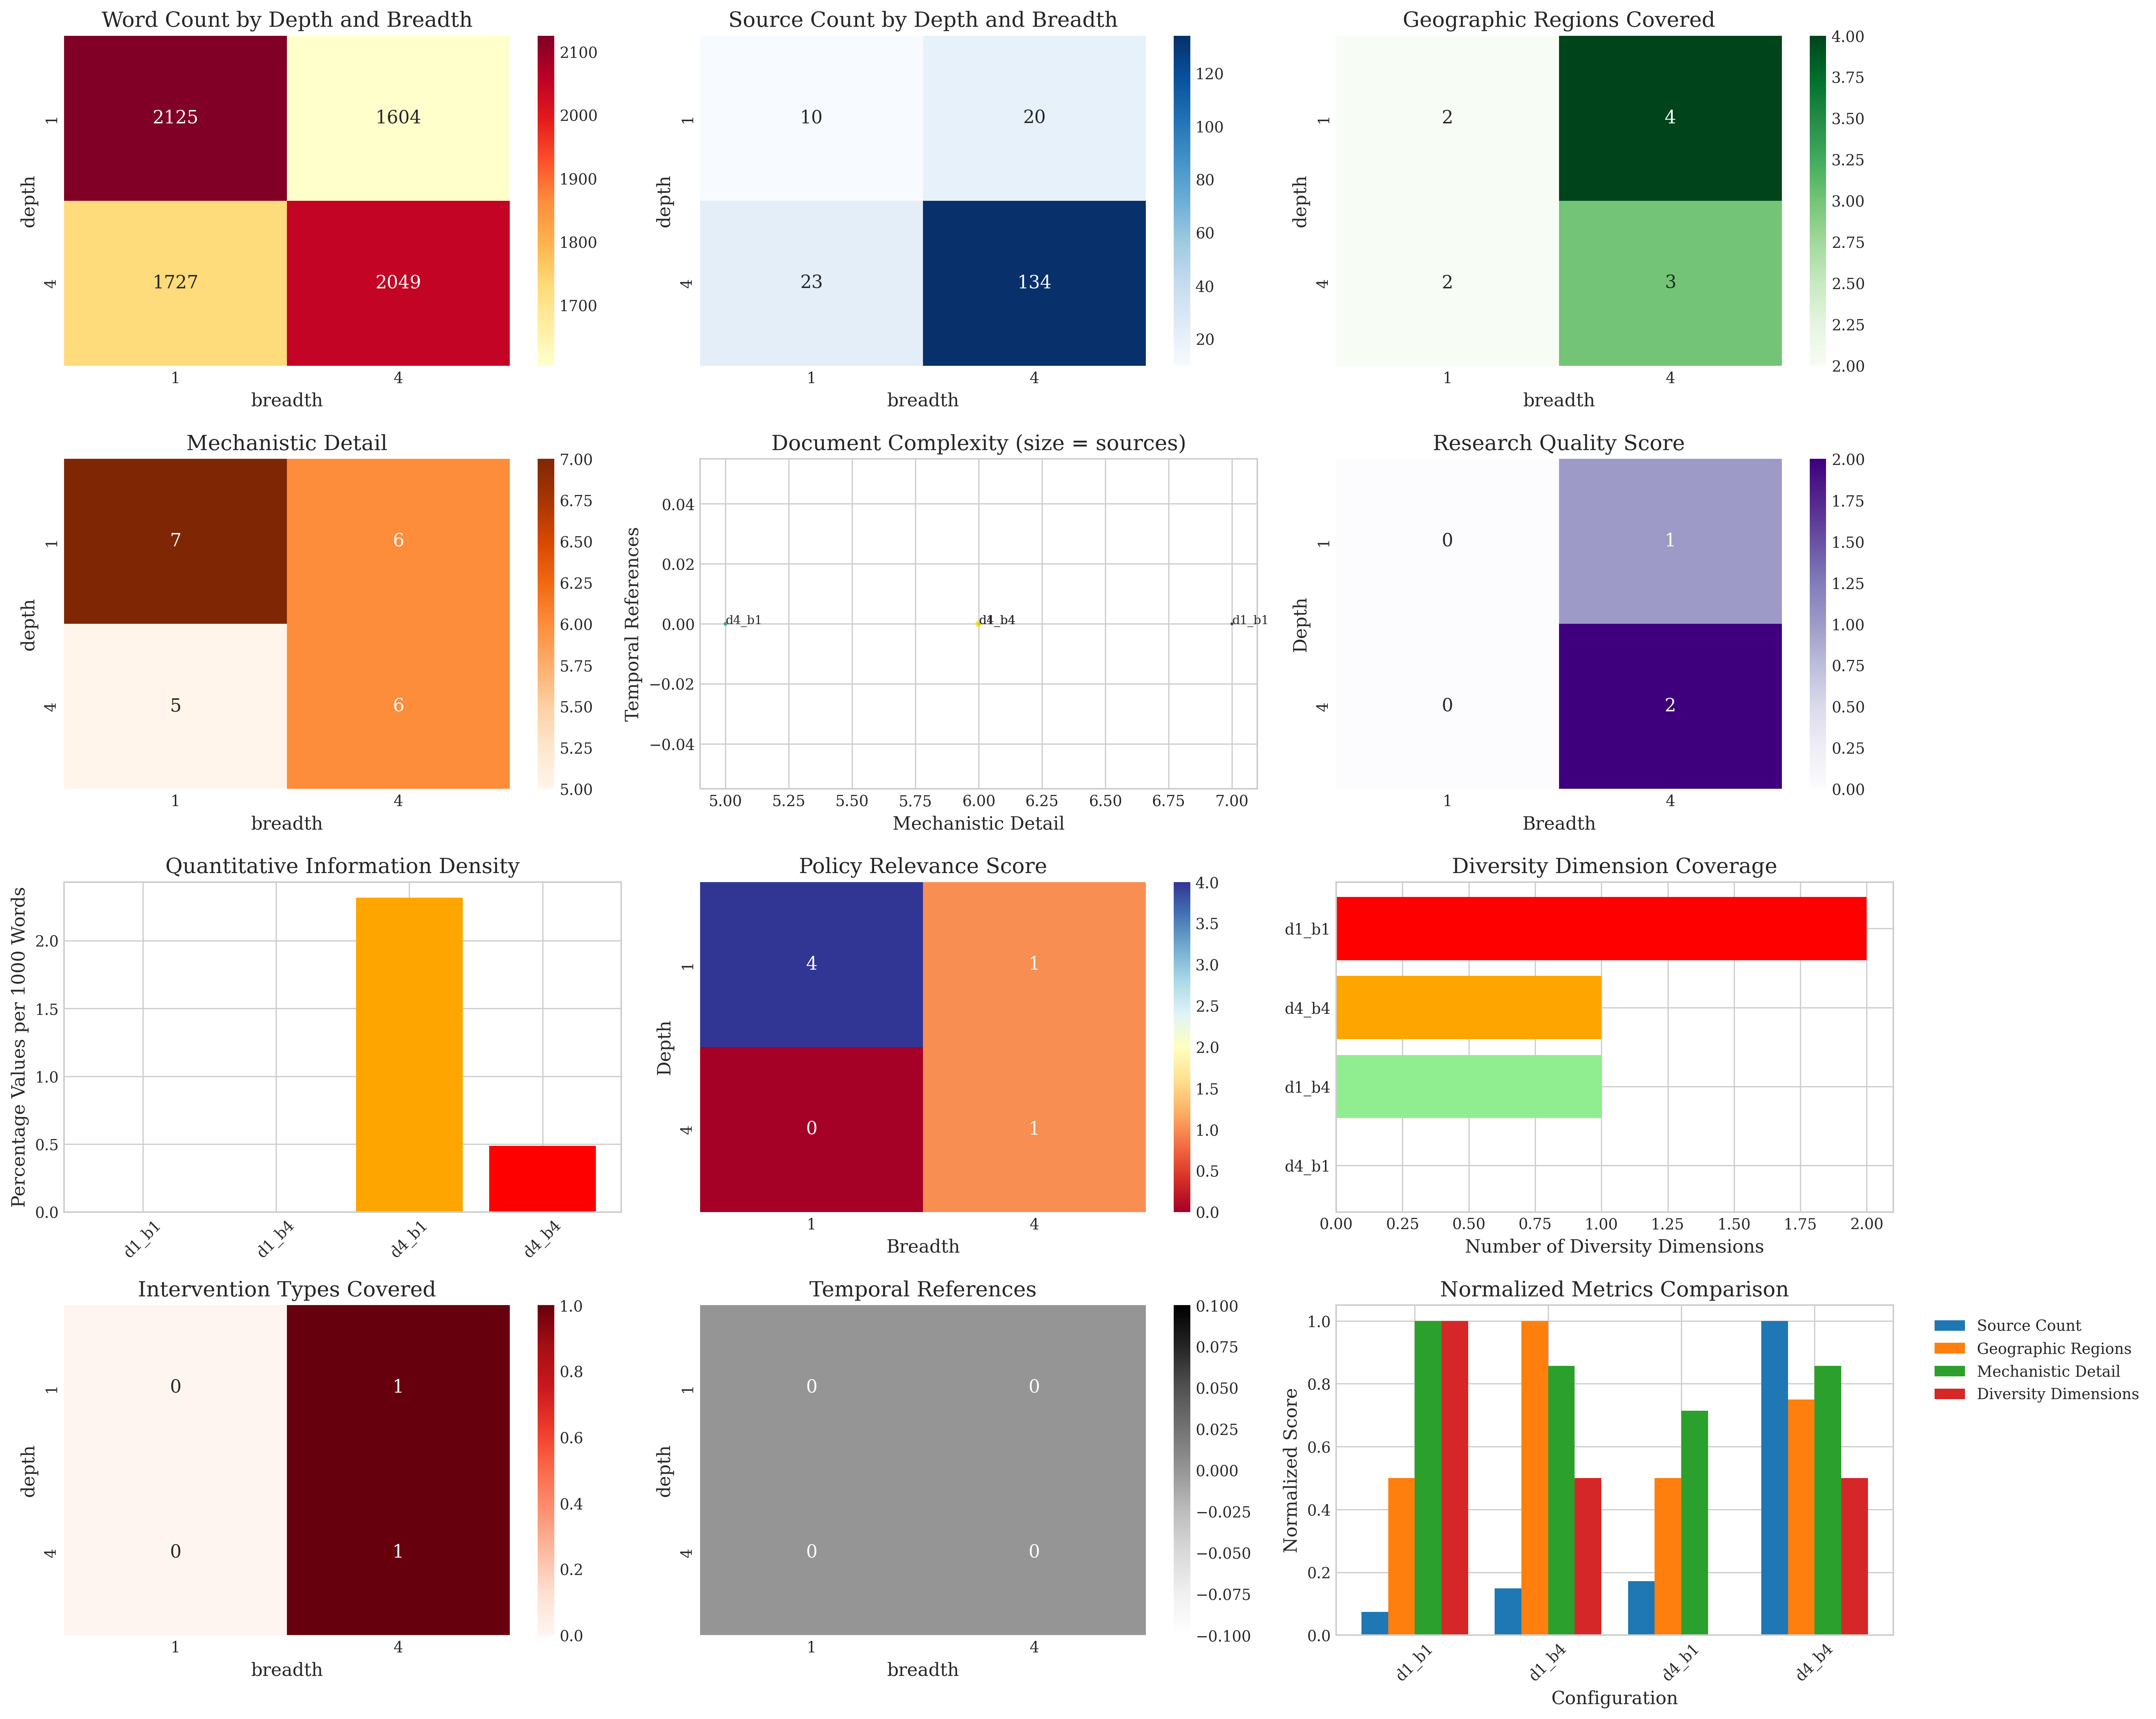 Word Count by Depth and Breadth
2125 1604
1727 2049
1 4
1 4
depth
breadth
2100
2000
1900
1800
1700
Source Count by Depth and Breadth
10 20
23 134
1 4
1 4
depth
breadth
120
100
80
60
40
20
Geographic Regions Covered
2 4
2 3
1 4
1 4
depth
breadth
4.00
3.75
3.50
3.25
3.00
2.75
2.50
2.25
2.00
Mechanistic Detail
7 6
5 6
1 4
1 4
depth
breadth
7.00
6.75
6.50
6.25
6.00
5.75
5.50
5.25
5.00
Document Complexity (size = sources)
0.04
0.02
0.00
−0.02
−0.04
Temporal References
d4_b1
d1_b4
d4_b4
d1_b1
5.00 5.25 5.50 5.75 6.00 6.25 6.50 6.75 7.00
Mechanistic Detail
Research Quality Score
0 1
0 2
1 4
1 4
Depth
Breadth
2.00
1.75
1.50
1.25
1.00
0.75
0.50
0.25
0.00
Quantitative Information Density
Percentage Values per 1000 Words
2.0
1.5
1.0
0.5
0.0
d1_b1 d1_b4 d4_b1 d4_b4
Policy Relevance Score
4 1
0 1
1 4
1 4
Depth
Breadth
4.0
3.5
3.0
2.5
2.0
1.5
1.0
0.5
0.0
Diversity Dimension Coverage
d1_b1
d4_b4
d1_b4
d4_b1
0.00 0.25 0.50 0.75 1.00 1.25 1.50 1.75 2.00
Number of Diversity Dimensions
Intervention Types Covered
0 1
0 1
1 4
1 4
depth
breadth
1.0
0.8
0.6
0.4
0.2
0.0
Temporal References
0 0
0 0
1 4
1 4
depth
breadth
0.100
0.075
0.050
0.025
0.000
−0.025
−0.050
−0.075
−0.100
Normalized Metrics Comparison
Normalized Score
1.0
0.8
0.6
0.4
0.2
0.0
d1_b1 d1_b4 d4_b1 d4_b4
Configuration
Source Count
Geographic Regions
Mechanistic Detail
Diversity Dimensions